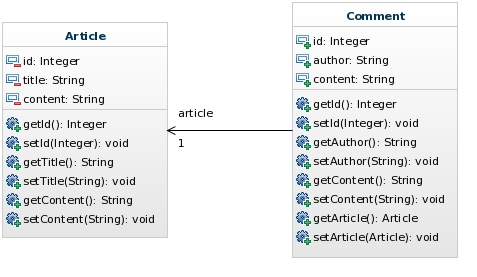 Article
id: Integer
title: String
content: String
getId(): Integer
setId(Integer): void
getTitle(): String
setTitle(String): void
getContent(): String
setContent(String): void
article
1
Comment
id: Integer
author: String
content: String
getId(): Integer
setId(Integer): void
getAuthor(): String
setAuthor(String): void
getContent(): String
setContent(String): void
getArticle(): Article
setArticle(Article): void